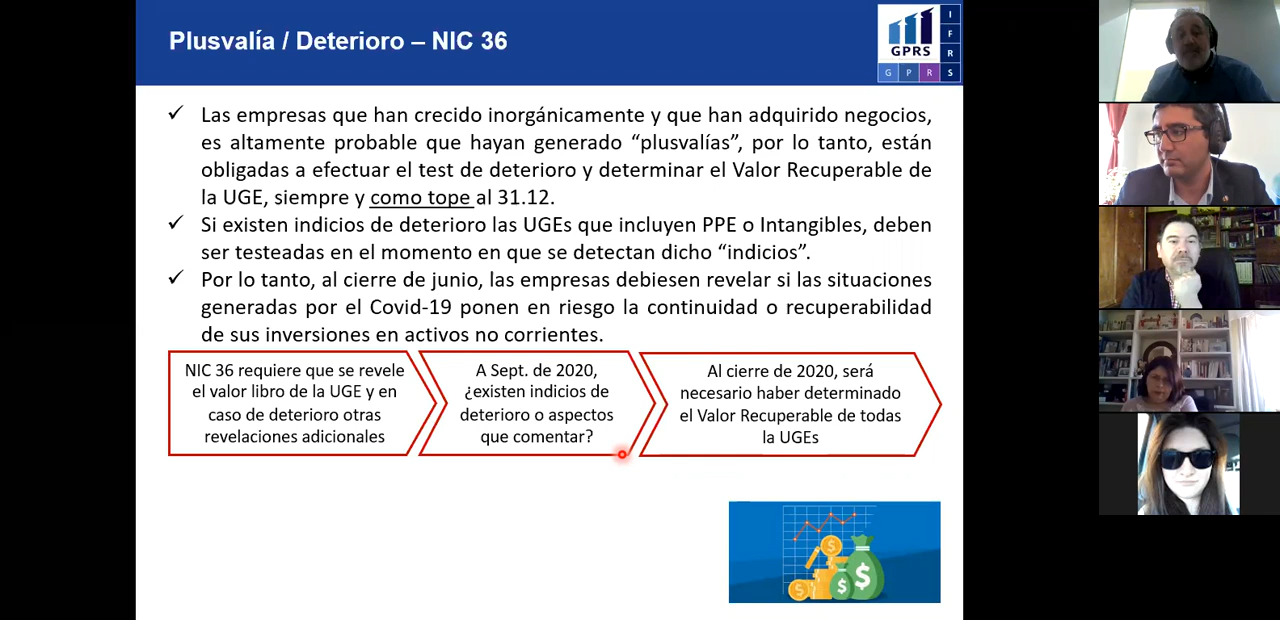 Plusvalía / Deterioro – NIC 36
GPRS
I
F
R
G P R S
✓ Las empresas que han crecido inorgánicamente y que han adquirido negocios,
es altamente probable que hayan generado “plusvalías”, por lo tanto, están
obligadas a efectuar el test de deterioro y determinar el Valor Recuperable de
la UGE, siempre y como tope al 31.12.
✓ Si existen indicios de deterioro las UGEs que incluyen PPE o Intangibles, deben
ser testeadas en el momento en que se detectan dicho “indicios”.
✓ Por lo tanto, al cierre de junio, las empresas debiesen revelar si las situaciones
generadas por el Covid-19 ponen en riesgo la continuidad o recuperabilidad
de sus inversiones en activos no corrientes.
NIC 36 requiere que se revele
el valor libro de la UGE y en
caso de deterioro otras
revelaciones adicionales
A Sept. de 2020,
¿existen indicios de
deterioro o aspectos
que comentar?
Al cierre de 2020, será
necesario haber determinado
el Valor Recuperable de todas
la UGEs
$
$
$
$